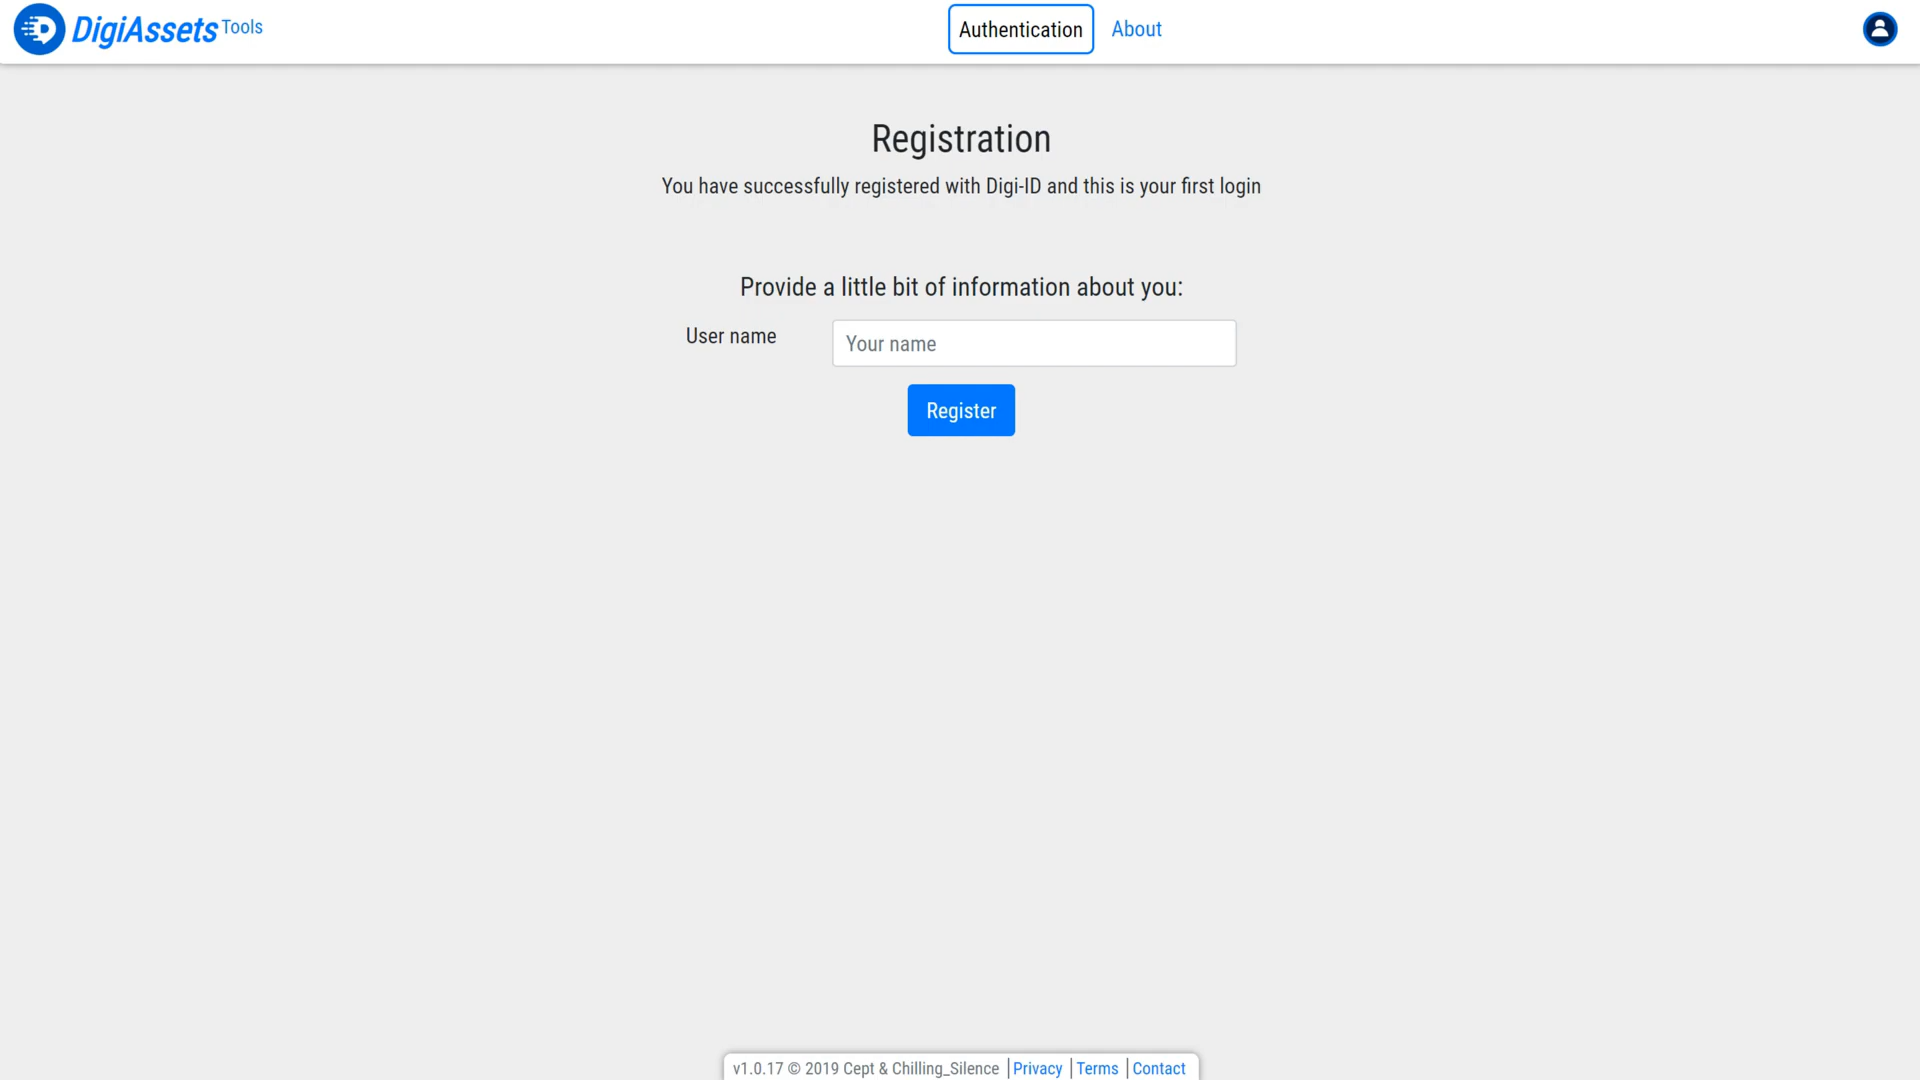 DigiAssets Tools
Authentication
About
Registration
You have successfully registered with Digi-ID and this is your first login
Provide a little bit of information about you:
User name
Your name
Register
v1.0.17 © 2019 Cept & Chilling_Silence | Privacy | Terms | Contact